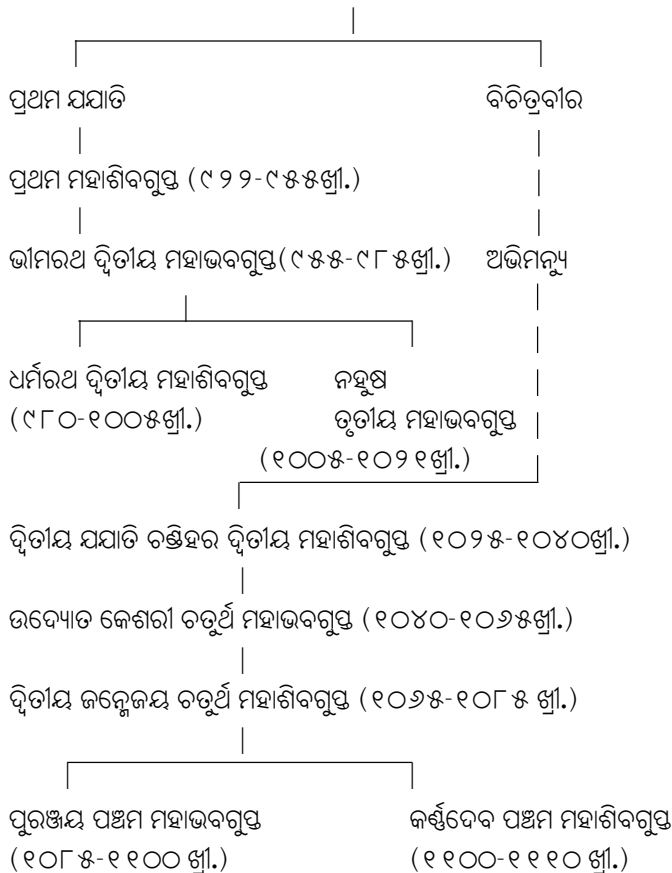 ପ୍ରଥମ ଯଯାତି ବିଚିତ୍ରବୀର
ପ୍ରଥମ ମହାଶିବଗୁପ୍ତ (୯୨୨-୯୫୫ଖ୍ରୀ.)
ଭୀମରଥ ଦ୍ୱିତୀୟ ମହାଭବଗୁପ୍ତ(୯୫୫-୯୮୫ଖ୍ରୀ.) ଅଭିମନ୍ୟୁ
ଧର୍ମରଥ ଦ୍ୱିତୀୟ ମହାଶିବଗୁପ୍ତ ନହୁଷ
(୯୮୦-୧୦୦୫ଖ୍ରୀ.) ତୃତୀୟ ମହାଭବଗୁପ୍ତ
(୧୦୦୫-୧୦୨୧ଖ୍ରୀ.)
ଦ୍ୱିତୀୟ ଯଯାତି ଚଣ୍ଡିହର ଦ୍ୱିତୀୟ ମହାଶିବଗୁପ୍ତ (୧୦୨୫-୧୦୪୦ଖ୍ରୀ.)
ଉଦ୍ୟୋତ କେଶରୀ ଚତୁର୍ଥ ମହାଭବଗୁପ୍ତ (୧୦୪୦-୧୦୬୫ଖ୍ରୀ.)
ଦ୍ୱିତୀୟ ଜନ୍ମେଜୟ ଚତୁର୍ଥ ମହାଶିବଗୁପ୍ତ (୧୦୬୫-୧୦୮୫ ଖ୍ରୀ.)
ପୁରଞ୍ଜୟ ପଞ୍ଚମ ମହାଭବଗୁପ୍ତ କର୍ଣ୍ଣଦେବ ପଞ୍ଚମ ମହାଶିବଗୁପ୍ତ
(୧୦୮୫-୧୧୦୦ ଖ୍ରୀ.) (୧୧୦୦-୧୧୧୦ ଖ୍ରୀ.)